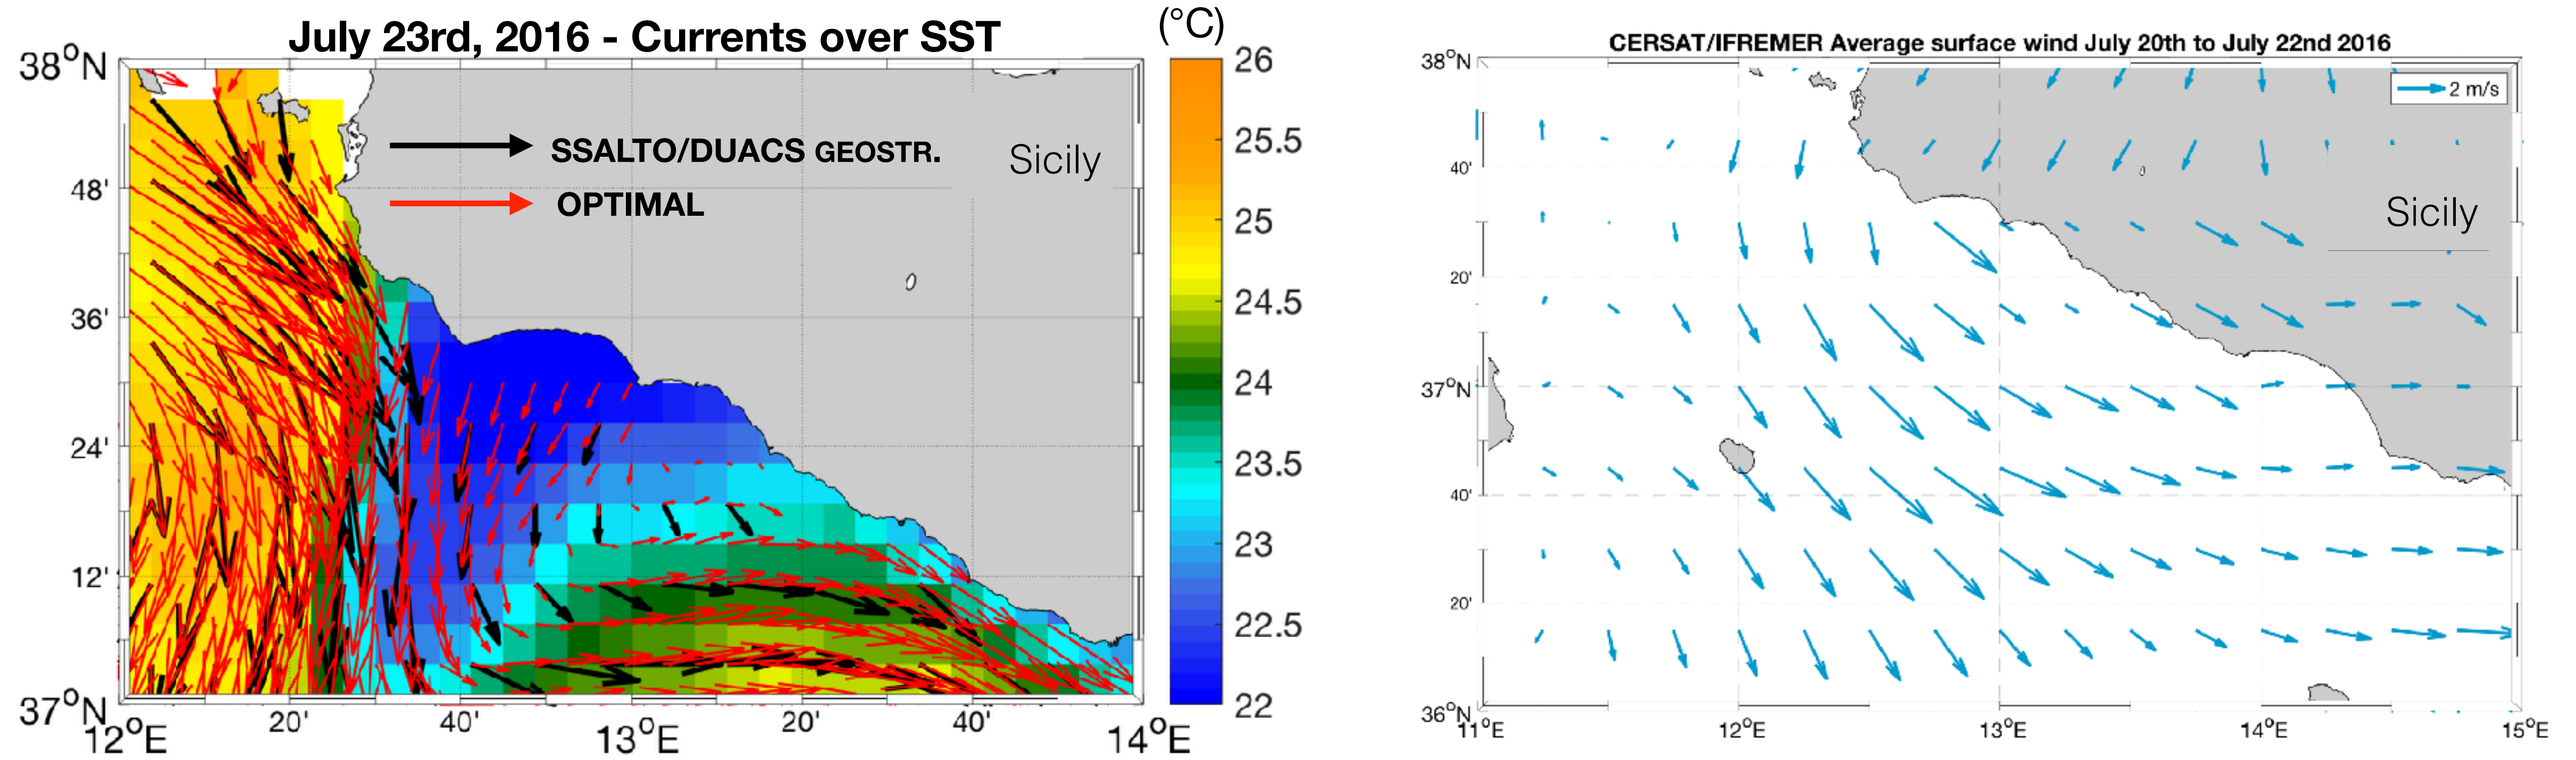 July 23rd, 2016 - Currents over SST
(°C)
38°N
48'
36'
24'
12'
37°N
12°E
20'
40'
13°E
20'
40'
14°E
SSALTO/DUACS GEOSTR.
OPTIMAL
Sicily
26
25.5
25
24.5
24
23.5
23
22.5
22
CERSAT/IFREMER Average surface wind July 20th to July 22nd 2016
38°N
40'
20'
37°N
40'
20'
36°N
11°E
12°E
13°E
14°E
15°E
2 m/s
Sicily